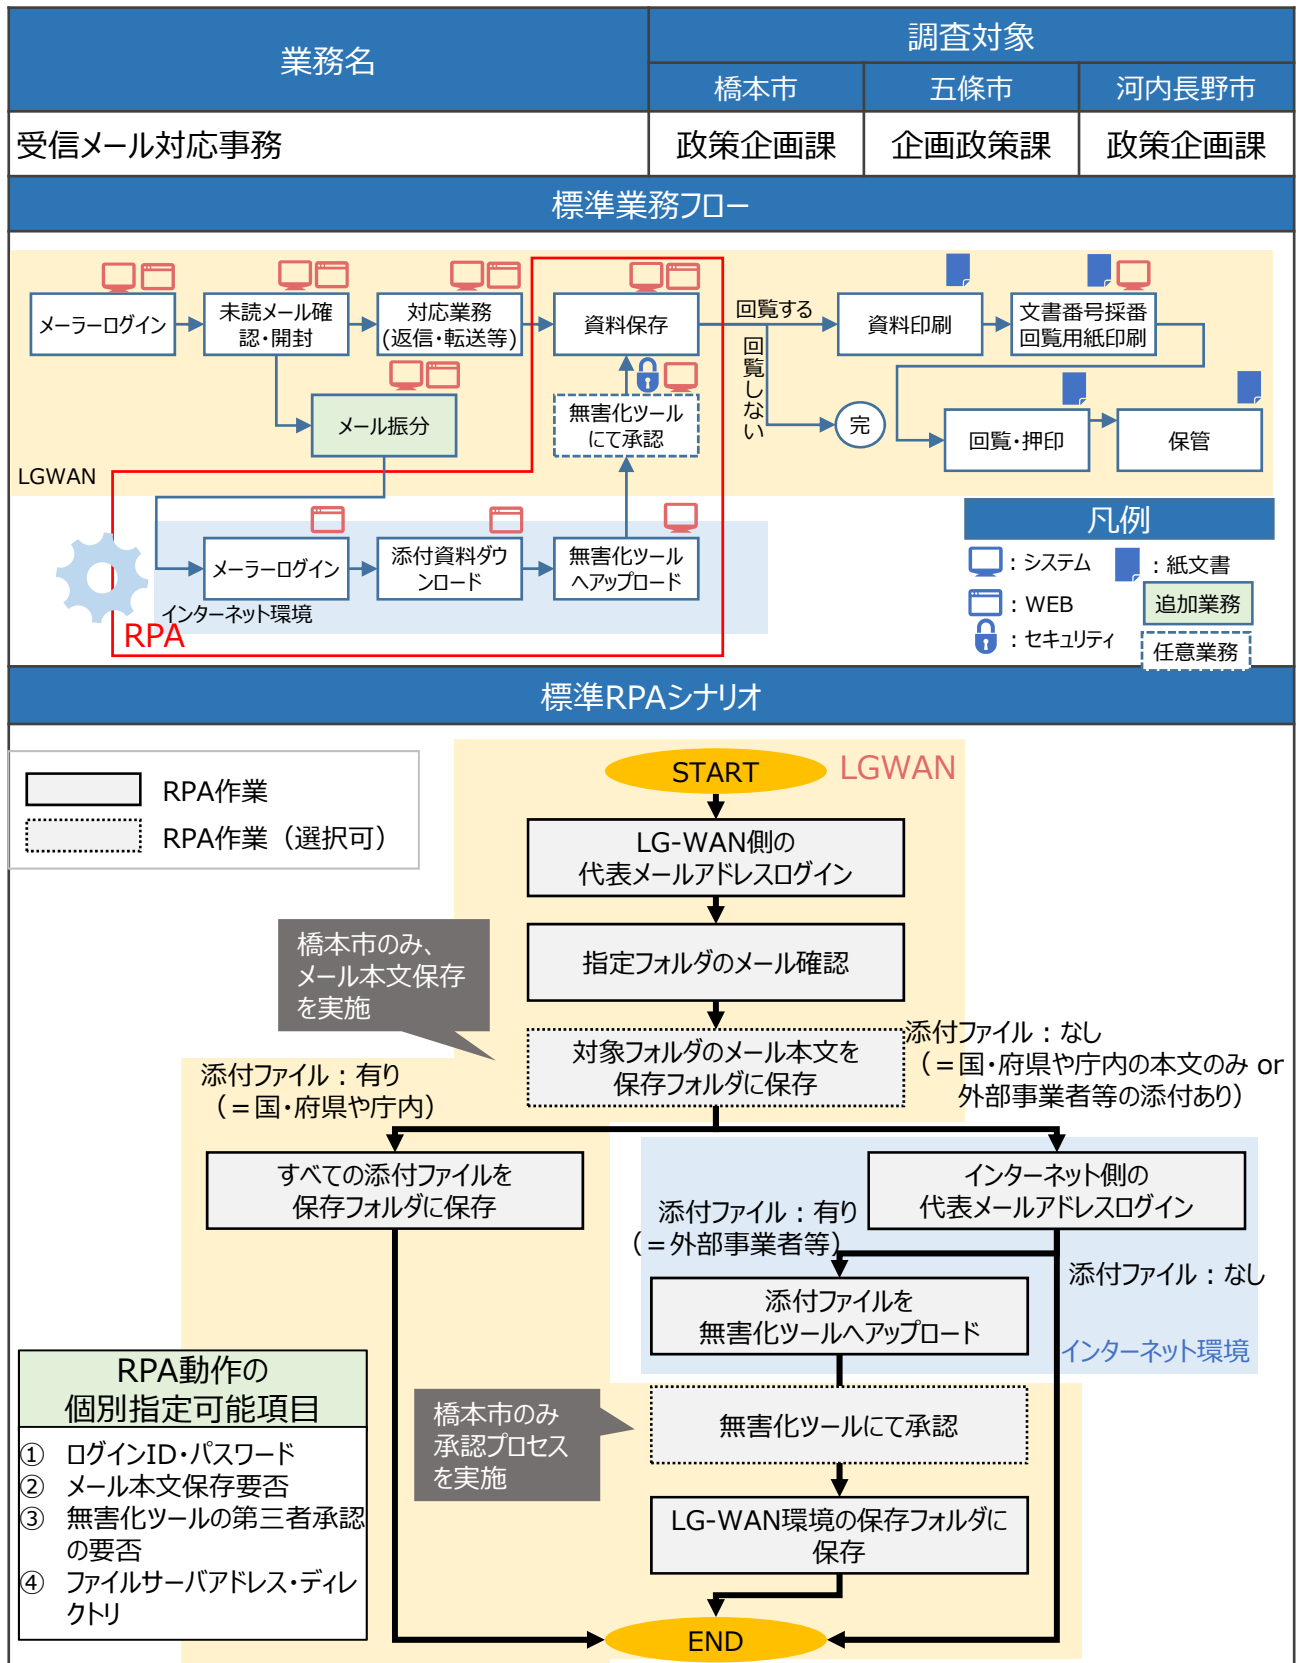 業務名
調査対象
橋本市
五條市
河内長野市
受信メール対応事務
政策企画課
企画政策課
政策企画課
標準業務フロー
メーラーログイン
未読メール確
認・開封
対応業務
(返信・転送等)
資料保存
回覧する
回覧しない
資料印刷
文書番号採番
回覧用紙印刷
メール振分
無害化ツール
にて承認
完
回覧・押印
保管
LGWAN
メーラーログイン
添付資料ダウ
ンロード
無害化ツール
へアップロード
インターネット環境
RPA
凡例
：システム
：紙文書
：WEB
追加業務
：セキュリティ
任意業務
標準RPAシナリオ
RPA作業
RPA作業（選択可）
START
LGWAN
LG-WAN側の
代表メールアドレスログイン
指定フォルダのメール確認
橋本市のみ、
メール本文保存
を実施
対象フォルダのメール本文を
保存フォルダに保存
添付ファイル：なし
（＝国・府県や庁内の本文のみ or
外部事業者等の添付あり）
添付ファイル：有り
（＝国・府県や庁内）
すべての添付ファイルを
保存フォルダに保存
インターネット側の
代表メールアドレスログイン
添付ファイル：有り
（＝外部事業者等）
添付ファイル：なし
添付ファイルを
無害化ツールへアップロード
インターネット環境
橋本市のみ
承認プロセス
を実施
無害化ツールにて承認
LG-WAN環境の保存フォルダに
保存
END
RPA動作の
個別指定可能項目
① ログインID・パスワード
② メール本文保存要否
③ 無害化ツールの第三者承認
の要否
④ ファイルサーバアドレス・ディレ
クトリ